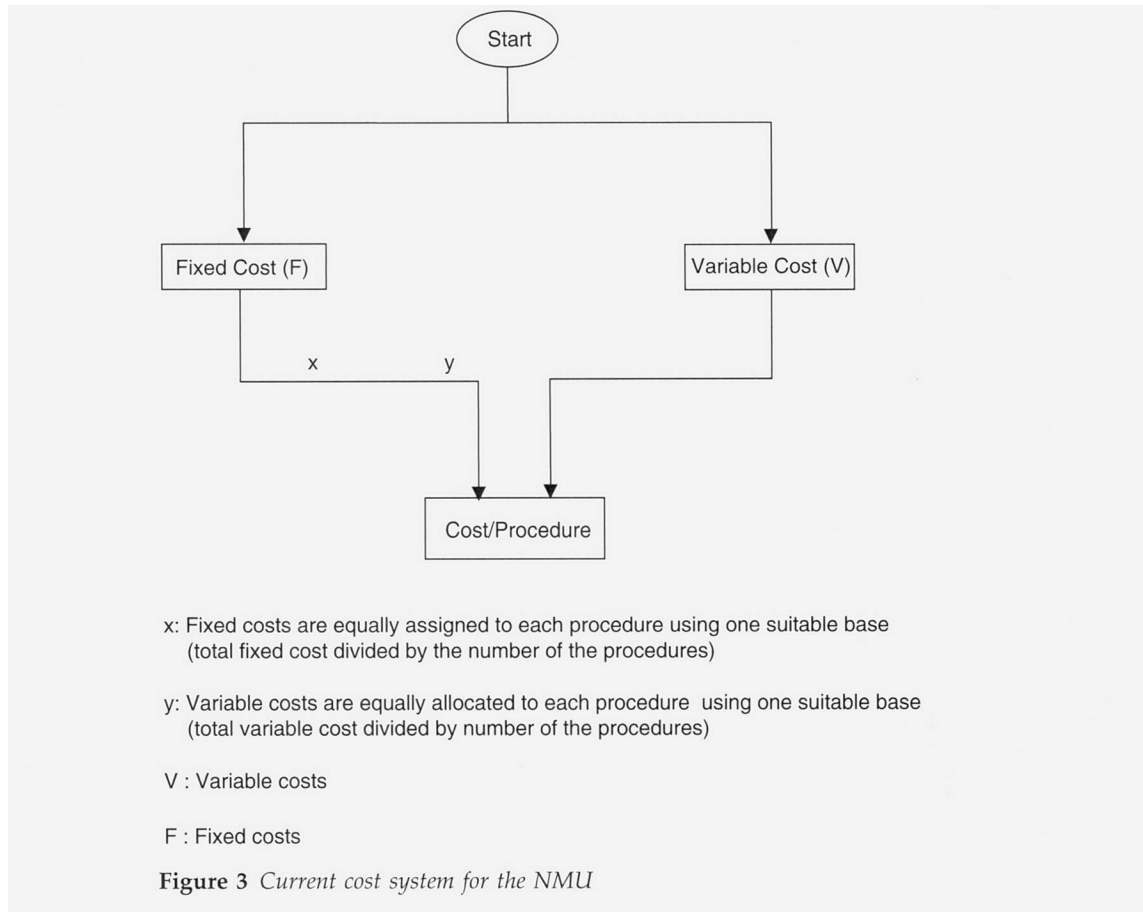 Start
Fixed Cost (F)
Variable Cost (V)
x
y
Cost/Procedure
x: Fixed costs are equally assigned to each procedure using one suitable base
(total fixed cost divided by the number of the procedures)
y: Variable costs are equally allocated to each procedure using one suitable base
(total variable cost divided by number of the procedures)
V : Variable costs
F : Fixed costs
Figure 3 Current cost system for the NMU